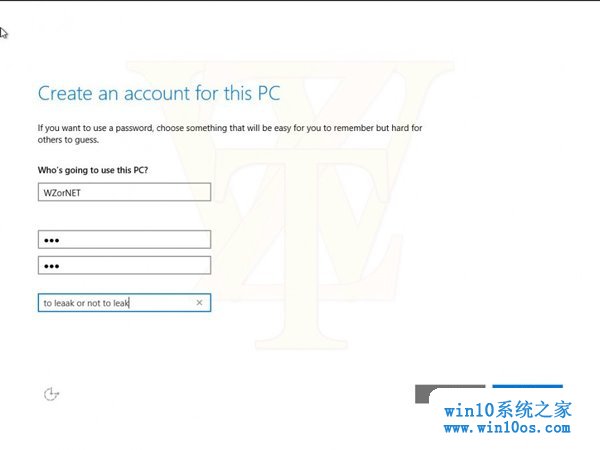 Create an account for this PC
If you want to use a password, choose something that will be easy for you to remember but hard for
others to guess.
Who's going to use this PC?
WZorNET
●●●
●●●
to leaak or not to leak
win10系统之家
www.win10os.com